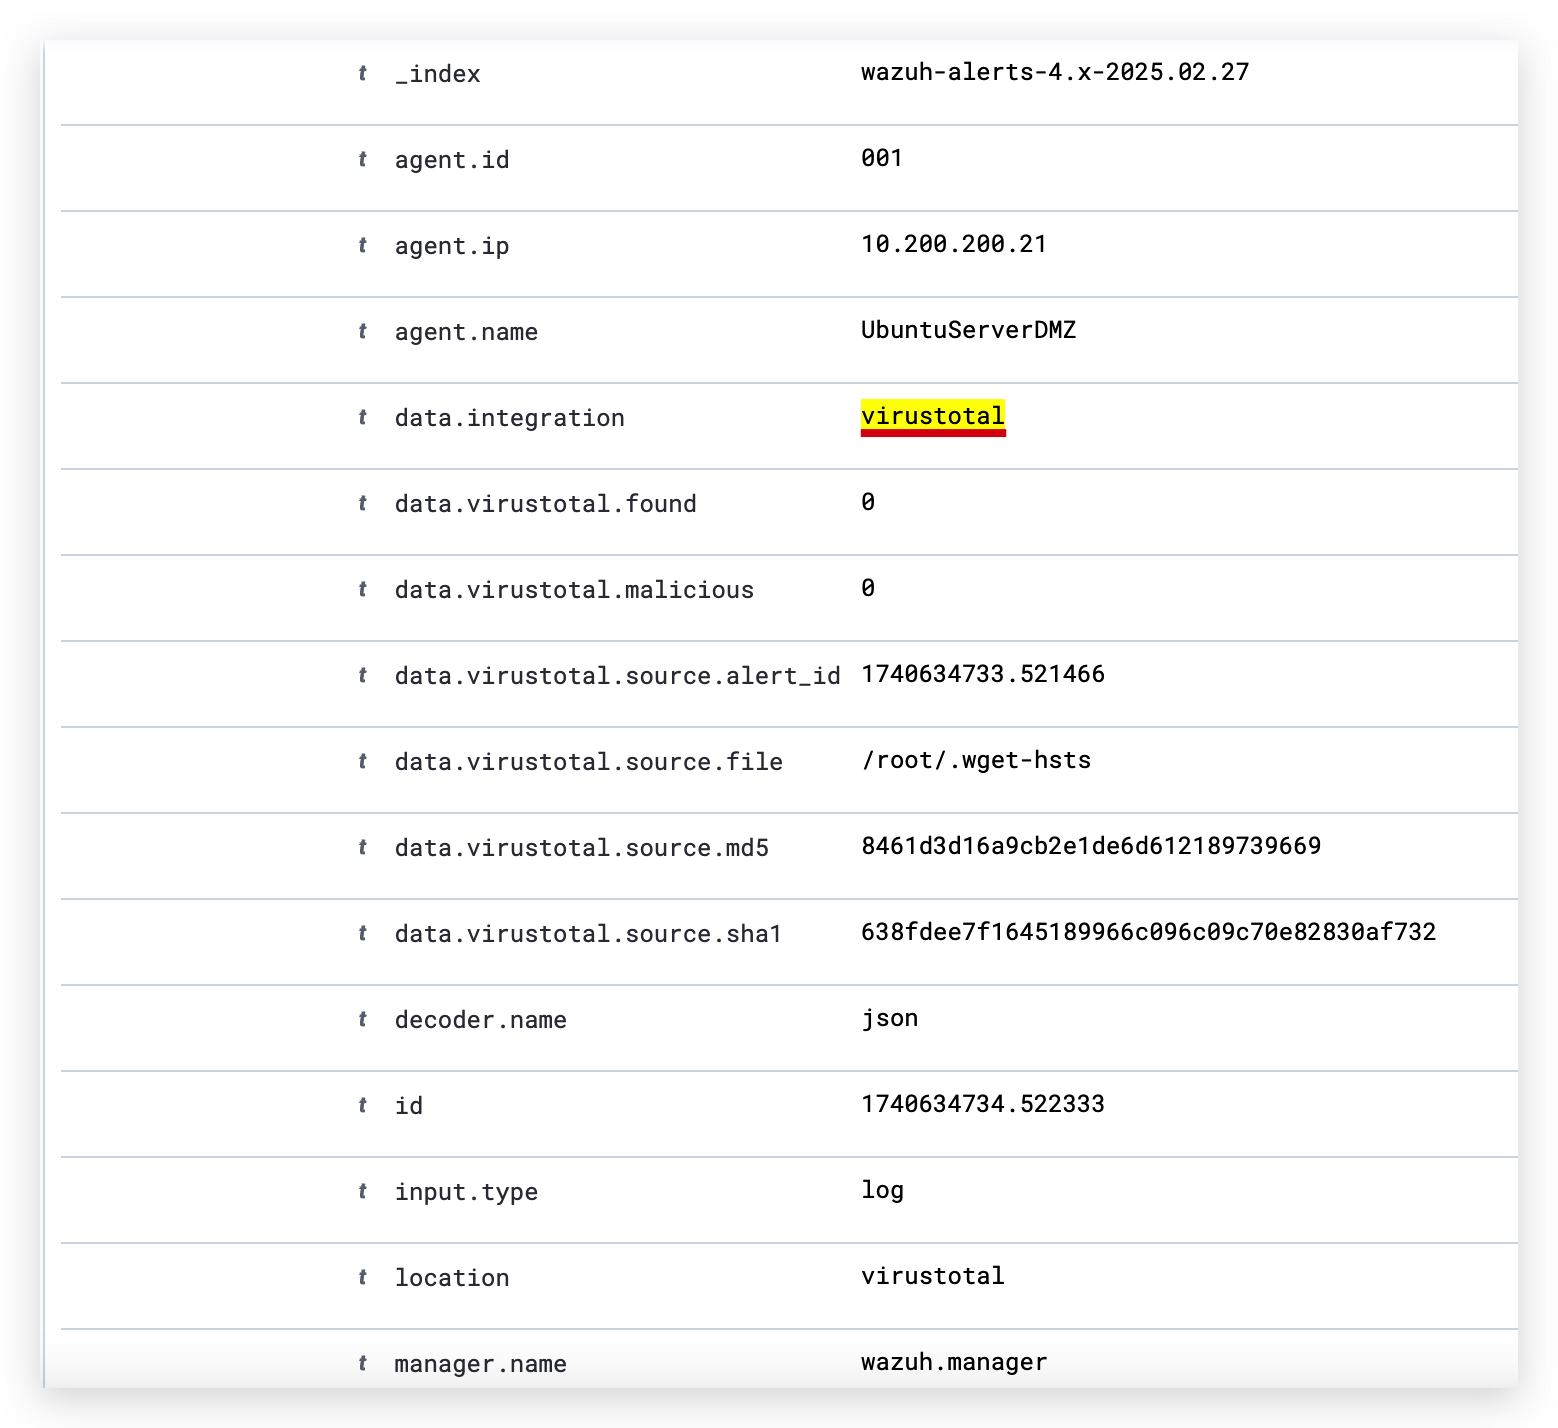 t _index wazuh-alerts-4.x-2025.02.27
t agent.id 001
t agent.ip 10.200.200.21
t agent.name UbuntuServerDMZ
t data.integration virustotal
t data.virustotal.found 0
t data.virustotal.malicious 0
t data.virustotal.source.alert_id 1740634733.521466
t data.virustotal.source.file /root/.wget-hsts
t data.virustotal.source.md5 8461d3d16a9cb2e1de6d612189739669
t data.virustotal.source.sha1 638fdee7f1645189966c096c09c70e82830af732
t decoder.name json
t id 1740634734.522333
t input.type log
t location virustotal
t manager.name wazuh.manager